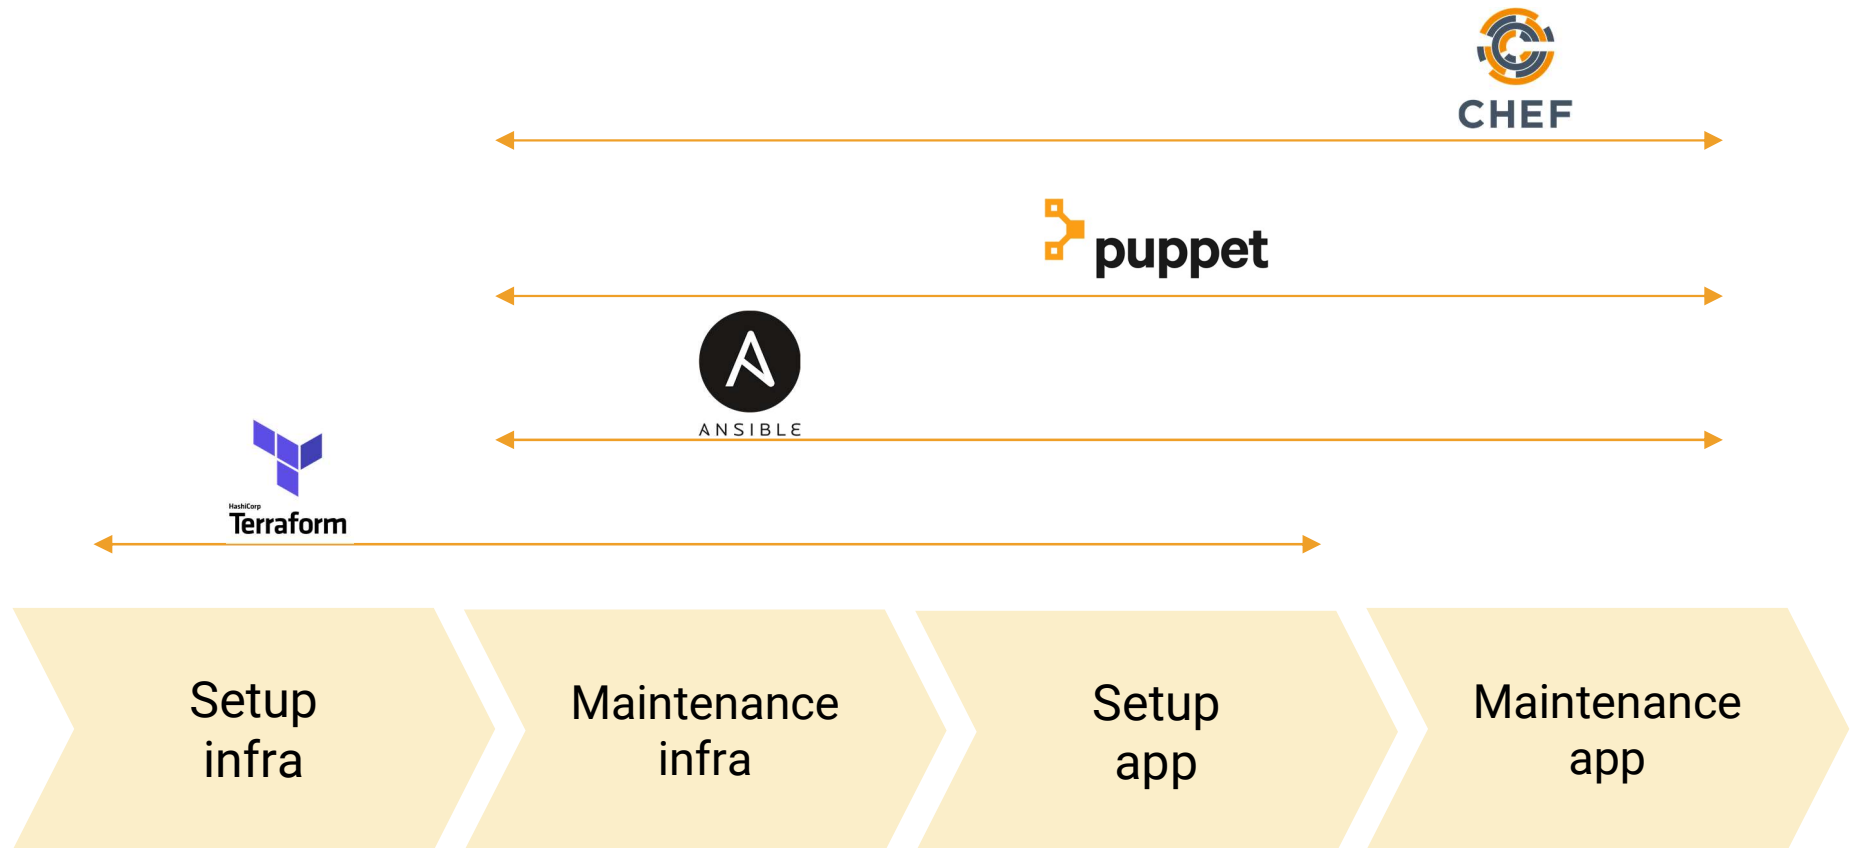 CHEF
puppet
ANSIBLE
HashiCorp
Terraform
Setup
infra
Maintenance
infra
Setup
app
Maintenance
app